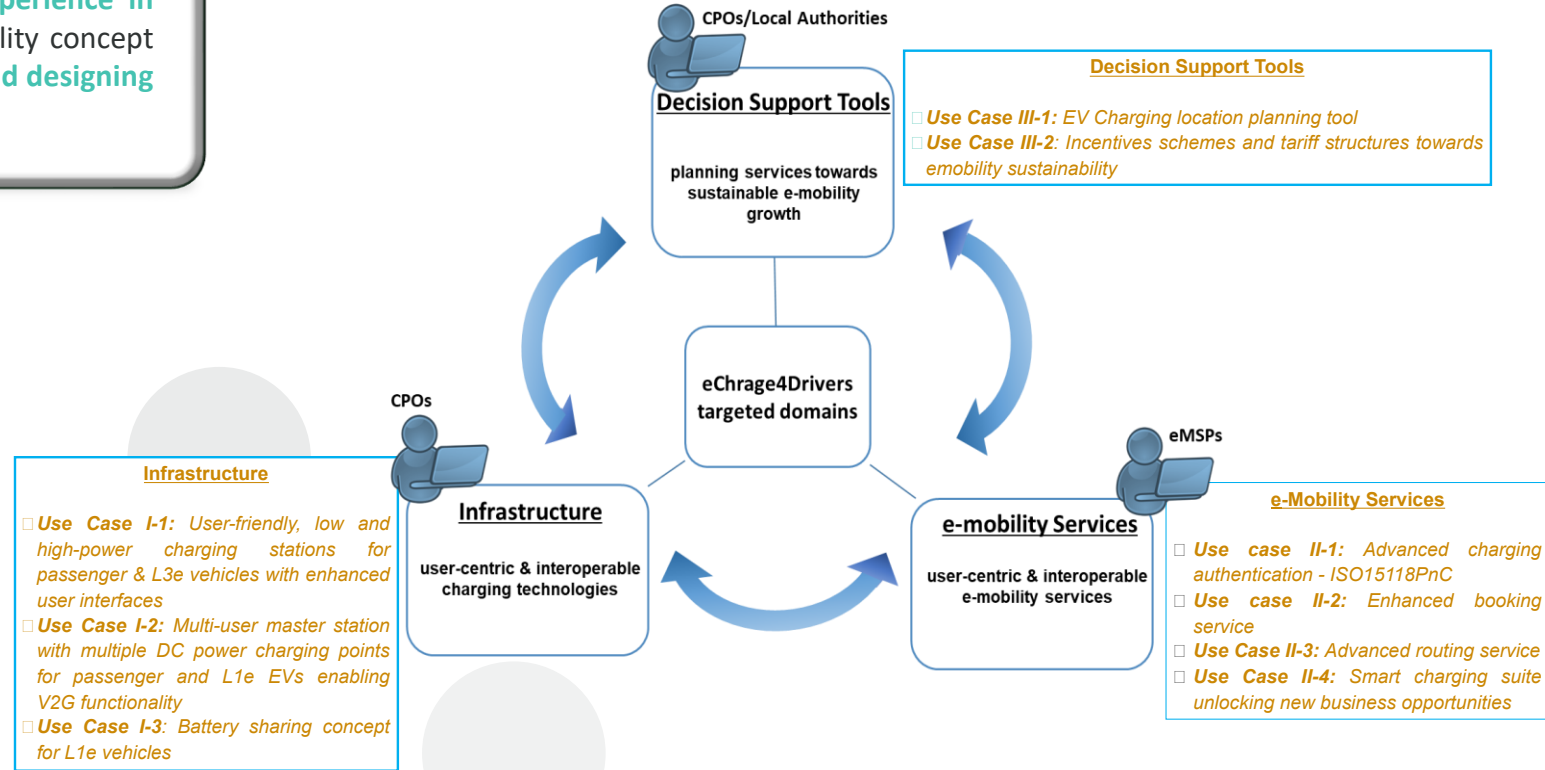 perience in
lity concept
d designing
CPOs/Local Authorities
Decision Support Tools
planning services towards
sustainable e-mobility
growth
Decision Support Tools
Use Case III-1: EV Charging location planning tool
Use Case III-2: Incentives schemes and tariff structures towards
emobility sustainability
eChrage4Drivers
targeted domains
CPOs
Infrastructure
user-centric & interoperable
charging technologies
Infrastructure
Use Case I-1: User-friendly, low and
high-power charging stations for
passenger & L3e vehicles with enhanced
user interfaces
Use Case I-2: Multi-user master station
with multiple DC power charging points
for passenger and L1e EVs enabling
V2G functionality
Use Case I-3: Battery sharing concept
for L1e vehicles
eMSPs
e-mobility Services
user-centric & interoperable
e-mobility services
e-Mobility Services
Use case II-1: Advanced charging
authentication - ISO15118PnC
Use case II-2: Enhanced booking
service
Use Case II-3: Advanced routing service
Use Case II-4: Smart charging suite
unlocking new business opportunities